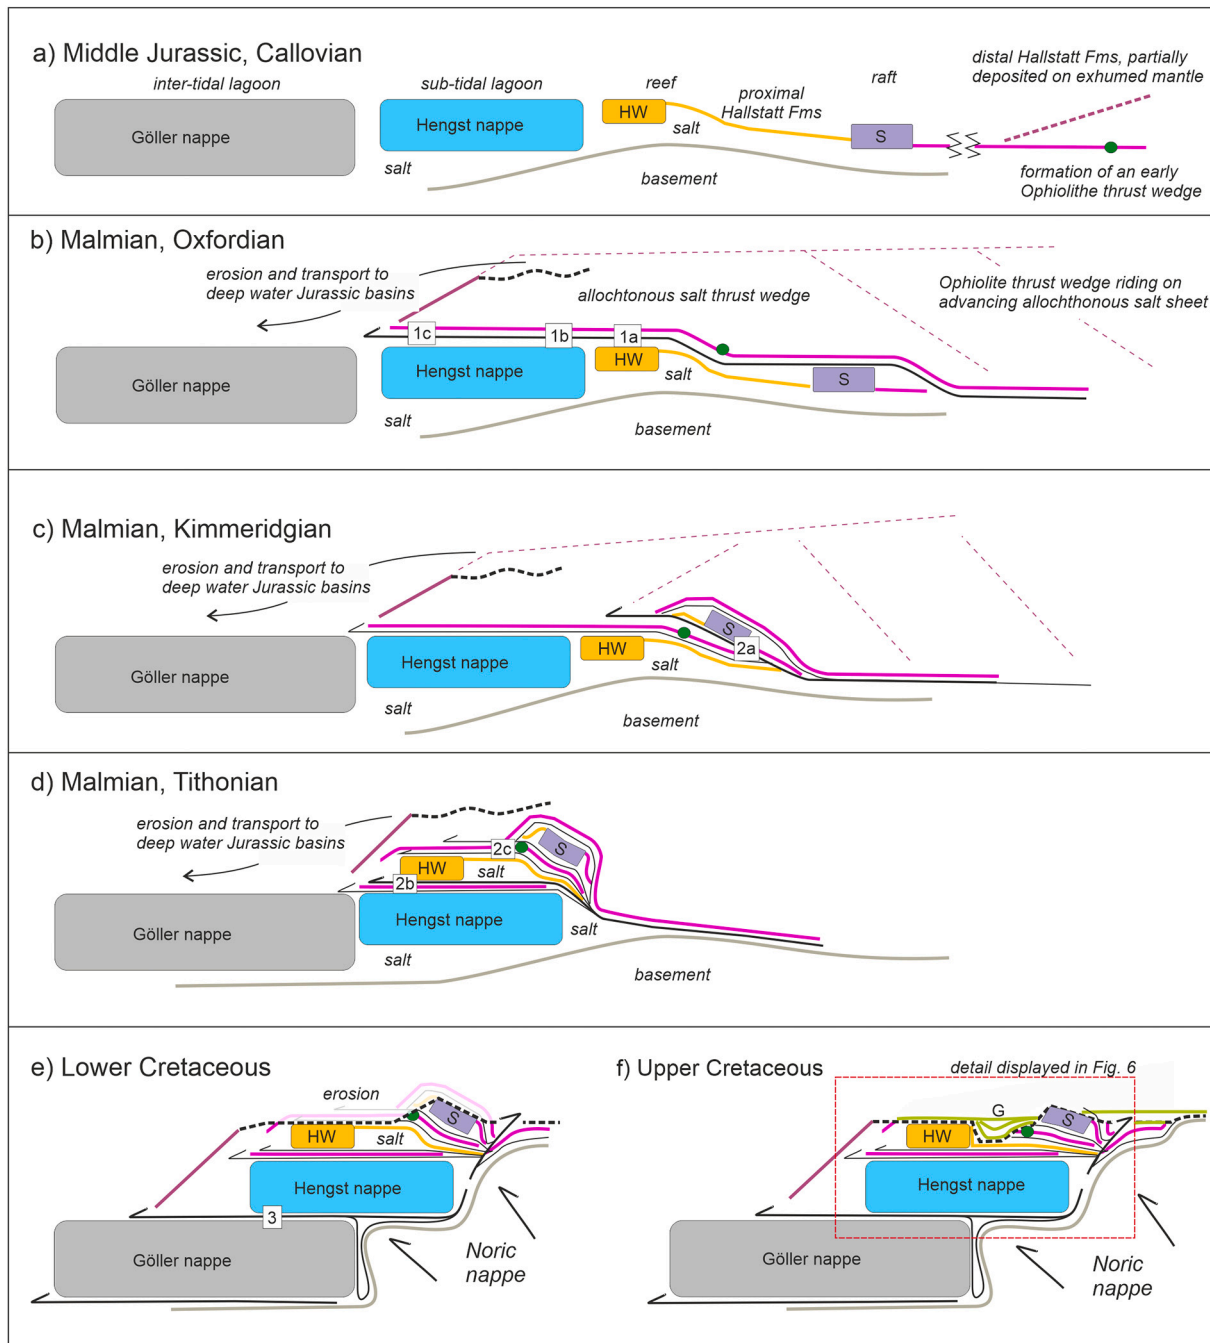 a) Middle Jurassic, Callovian
inter-tidal lagoon
sub-tidal lagoon
reef
proximal
Hallstatt Fms
raft
distal Hallstatt Fms, partially
deposited on exhumed mantle
Göller nappe
Hengst nappe
HW
salt
S
salt
basement
formation of an early
Ophiolithe thrust wedge
b) Malmian, Oxfordian
erosion and transport to
deep water Jurassic basins
allochtonous salt thrust wedge
Ophiolite thrust wedge riding on
advancing allochthonous salt sheet
1c
1b
1a
Göller nappe
Hengst nappe
HW
salt
S
salt
basement
c) Malmian, Kimmeridgian
erosion and transport to
deep water Jurassic basins
S
2a
Göller nappe
Hengst nappe
HW
salt
salt
basement
d) Malmian, Tithonian
erosion and transport to
deep water Jurassic basins
2c
S
HW
salt
2b
Göller nappe
Hengst nappe
salt
salt
basement
e) Lower Cretaceous
erosion
S
HW
salt
Hengst nappe
3
Göller nappe
Noric
nappe
f) Upper Cretaceous
detail displayed in Fig. 6
G
S
HW
Hengst nappe
Göller nappe
Noric
nappe